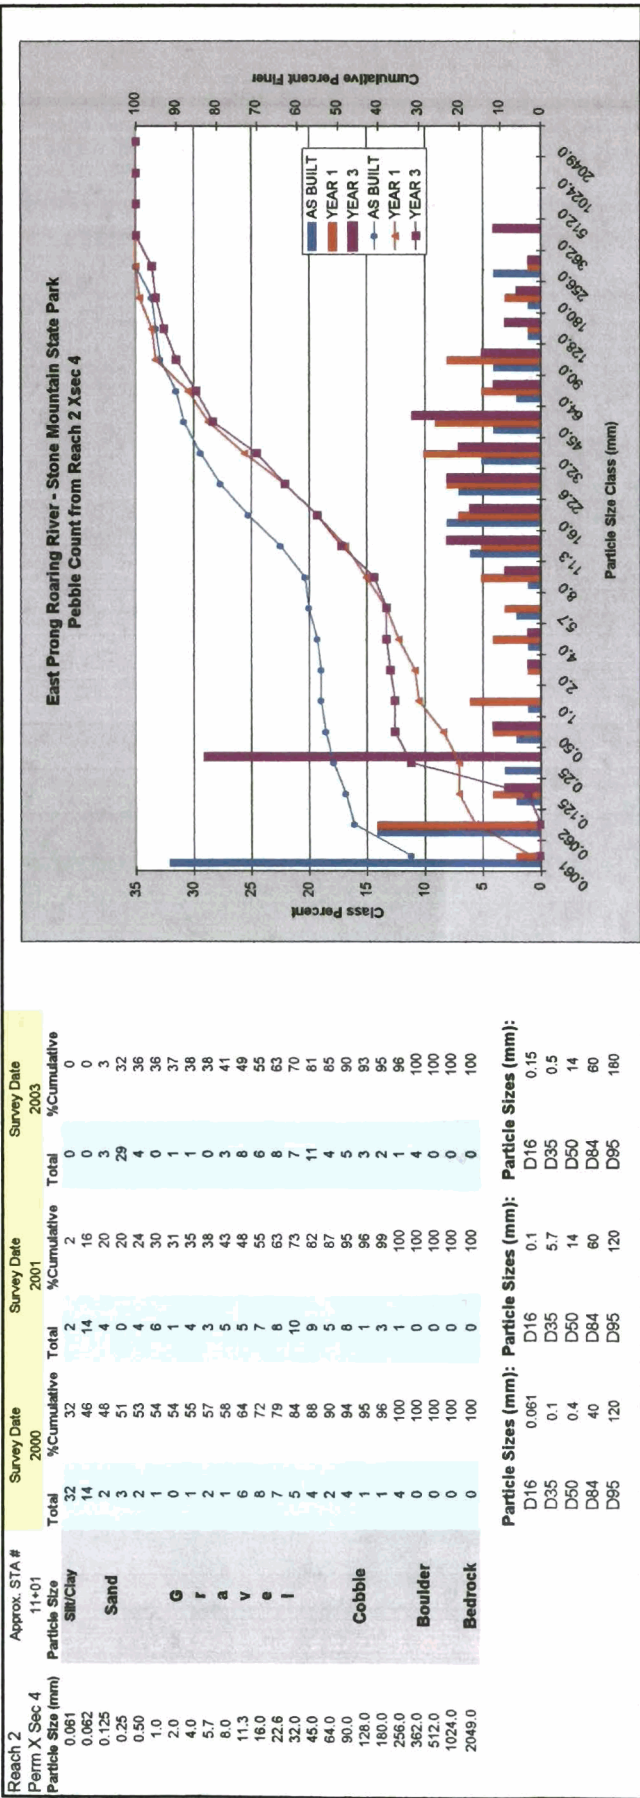 Reach 2 Approx. STA # Survey Date Survey Date Survey Date
Perm X Sec 4 11+01 2000 2001 2003
Particle Size (mm) Particle Size Total %Cumulative Total %Cumulative Total %Cumulative
0.061 Silt/Clay 32 32 2 2 0 0
0.062 14 46 14 16 0 0
0.125 Sand 2 48 4 20 3 3
0.25 3 51 0 20 29 32
0.50 2 53 4 24 4 36
1.0 1 54 6 30 0 36
2.0 0 54 1 31 1 37
4.0 G 1 55 4 35 1 38
5.7 r 2 57 3 38 0 38
8.0 a 1 58 5 43 3 41
11.3 v 6 64 5 48 8 49
16.0 e 8 72 7 55 6 55
22.6 l 7 79 8 63 8 63
32.0 5 84 10 73 7 70
45.0 4 88 9 82 11 81
64.0 2 90 5 87 4 85
90.0 4 94 8 95 5 90
128.0 Cobble 1 95 1 96 3 93
180.0 1 96 3 99 2 95
256.0 4 100 1 100 1 96
362.0 Boulder 0 100 0 100 4 100
512.0 0 100 0 100 0 100
1024.0 0 100 0 100 0 100
2049.0 Bedrock 0 100 0 100 0 100
Particle Sizes (mm): Particle Sizes (mm): Particle Sizes (mm):
D16 0.061 D16 0.1 D16 0.15
D35 0.1 D35 5.7 D35 0.5
D50 0.4 D50 14 D50 14
D84 40 D84 60 D84 60
D95 120 D95 120 D95 180
East Prong Roaring River - Stone Mountain State Park
Pebble Count from Reach 2 Xsec 4
Class Percent
35
30
25
20
15
10
5
0
Cumulative Percent Finer
100
90
80
70
60
50
40
30
20
10
0
AS BUILT
YEAR 1
YEAR 3
AS BUILT
YEAR 1
YEAR 3
0.061 0.062 0.125 0.25 0.50 1.0 2.0 4.0 5.7 8.0 11.3 16.0 22.6 32.0 45.0 64.0 90.0 128.0 180.0 256.0 362.0 512.0 1024.0 2049.0
Particle Size Class (mm)